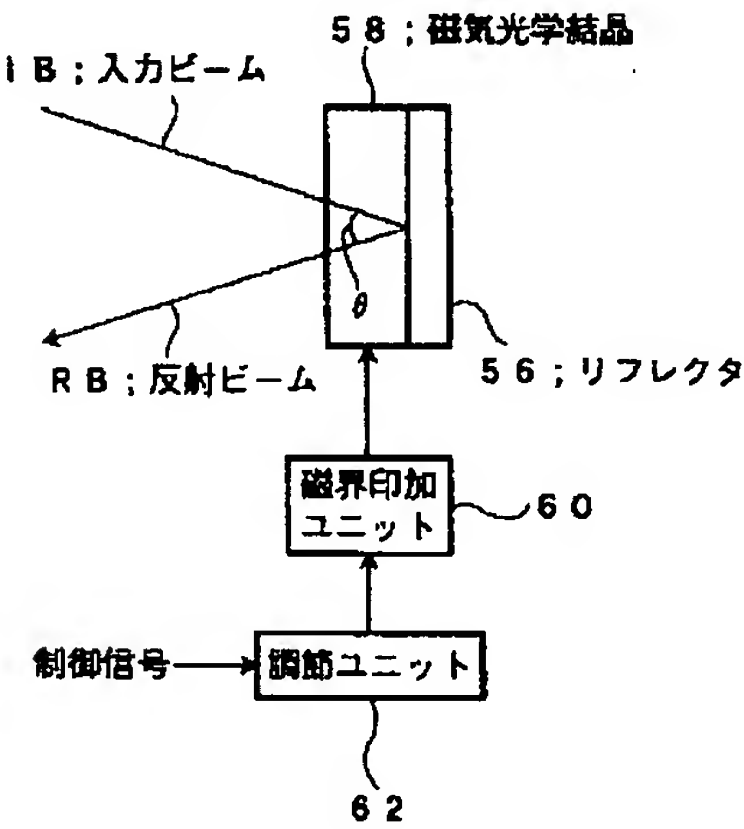 58;磁気光学結晶
IB;入力ビーム
θ
RB;反射ビーム
56;リフレクタ
磁界印加
ユニット
60
制御信号
調節ユニット
62